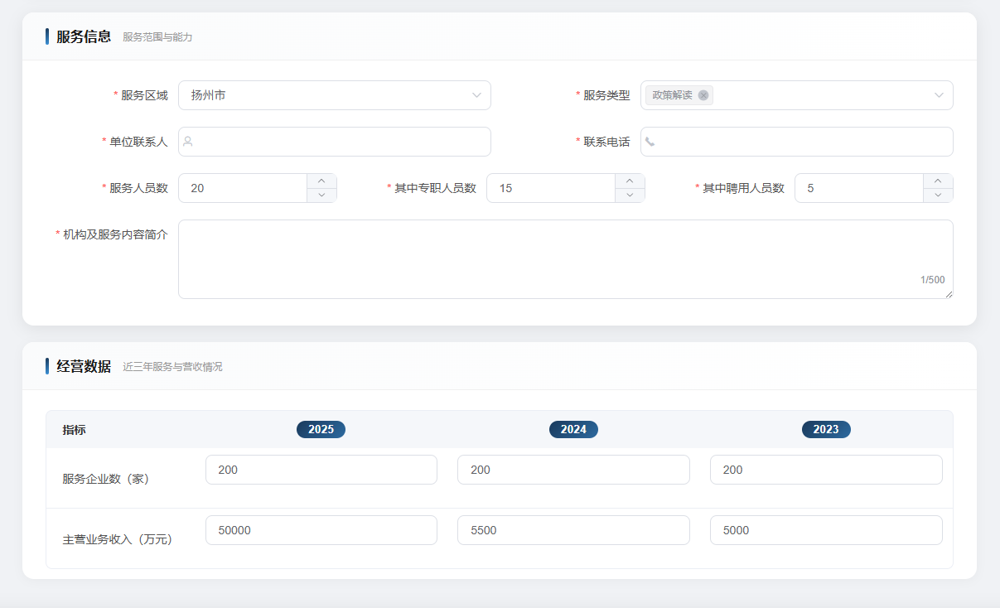 服务信息 服务范围与能力
* 服务区域 扬州市 * 服务类型 政策解读
* 单位联系人 * 联系电话
* 服务人员数 20 * 其中专职人员数 15 * 其中聘用人员数 5
* 机构及服务内容简介
1/500
经营数据 近三年服务与营收情况
指标 2025 2024 2023
服务企业数（家） 200 200 200
主营业务收入（万元） 50000 5500 5000